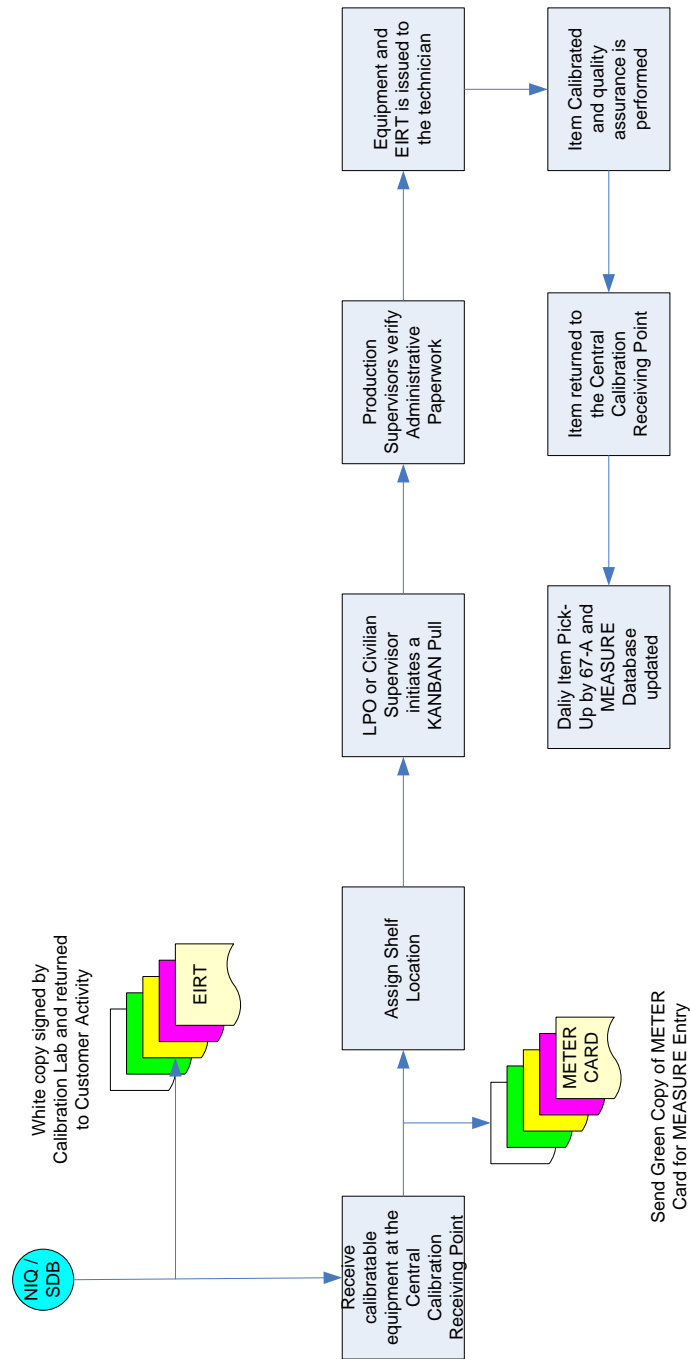 NIQ /
SDB
White copy signed by
Calibration Lab and returned
to Customer Activity
EIRT
Receive
calibratable
equipment at the
Central
Calibration
Receiving Point
METER
CARD
Send Green Copy of METER
Card for MEASURE Entry
Assign Shelf
Location
LPO or Civilian
Supervisor
initiates a
KANBAN Pull
Production
Supervisors verify
Administrative
Paperwork
Equipment and
EIRT is issued to
the technician
Item Calibrated
and quality
assurance is
performed
Item returned to
the Central
Calibration
Receiving Point
Daliy Item Pick-
Up by 67-A and
MEASURE
Database
updated